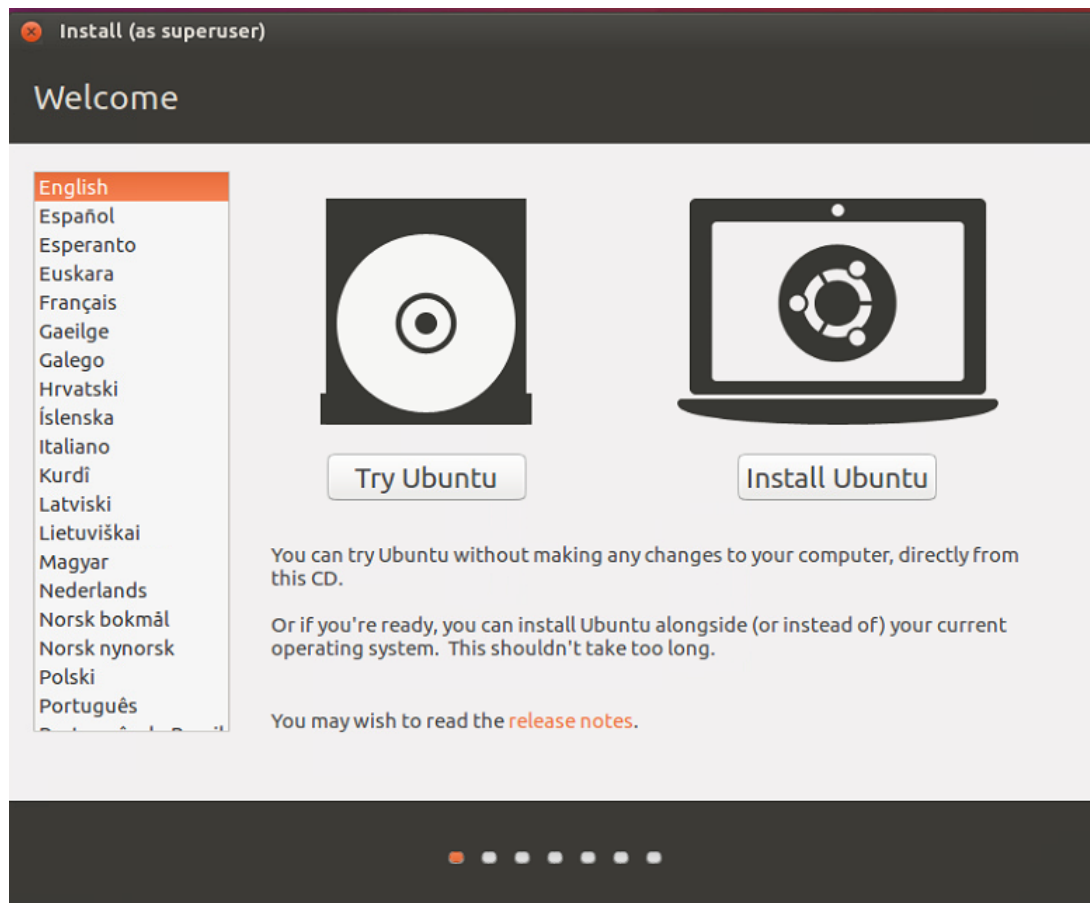 Install (as superuser)
Welcome
English
Español
Esperanto
Euskara
Français
Gaeilge
Galego
Hrvatski
Íslenska
Italiano
Kurdî
Latviski
Lietuviškai
Magyar
Nederlands
Norsk bokmål
Norsk nynorsk
Polski
Português
Try Ubuntu
Install Ubuntu
You can try Ubuntu without making any changes to your computer, directly from
this CD.
Or if you're ready, you can install Ubuntu alongside (or instead of) your current
operating system. This shouldn't take too long.
You may wish to read the release notes.